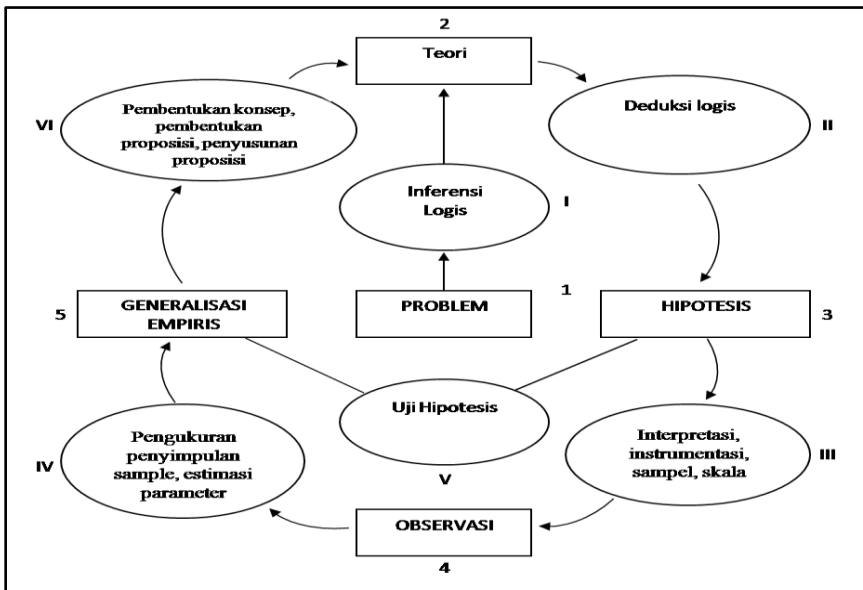 2
Teori
Pembentukan konsep,
pembentukan
proposisi, penyusunan
proposisi
VI
Deduksi logis
II
Inferensi
Logis
I
5
GENERALISASI
EMPIRIS
PROBLEM
1
HIPOTESIS
3
Uji Hipotesis
V
IV
Pengukuran
penyimpulan
sample, estimasi
parameter
Interpretasi,
instrumentasi,
sampel, skala
III
OBSERVASI
4